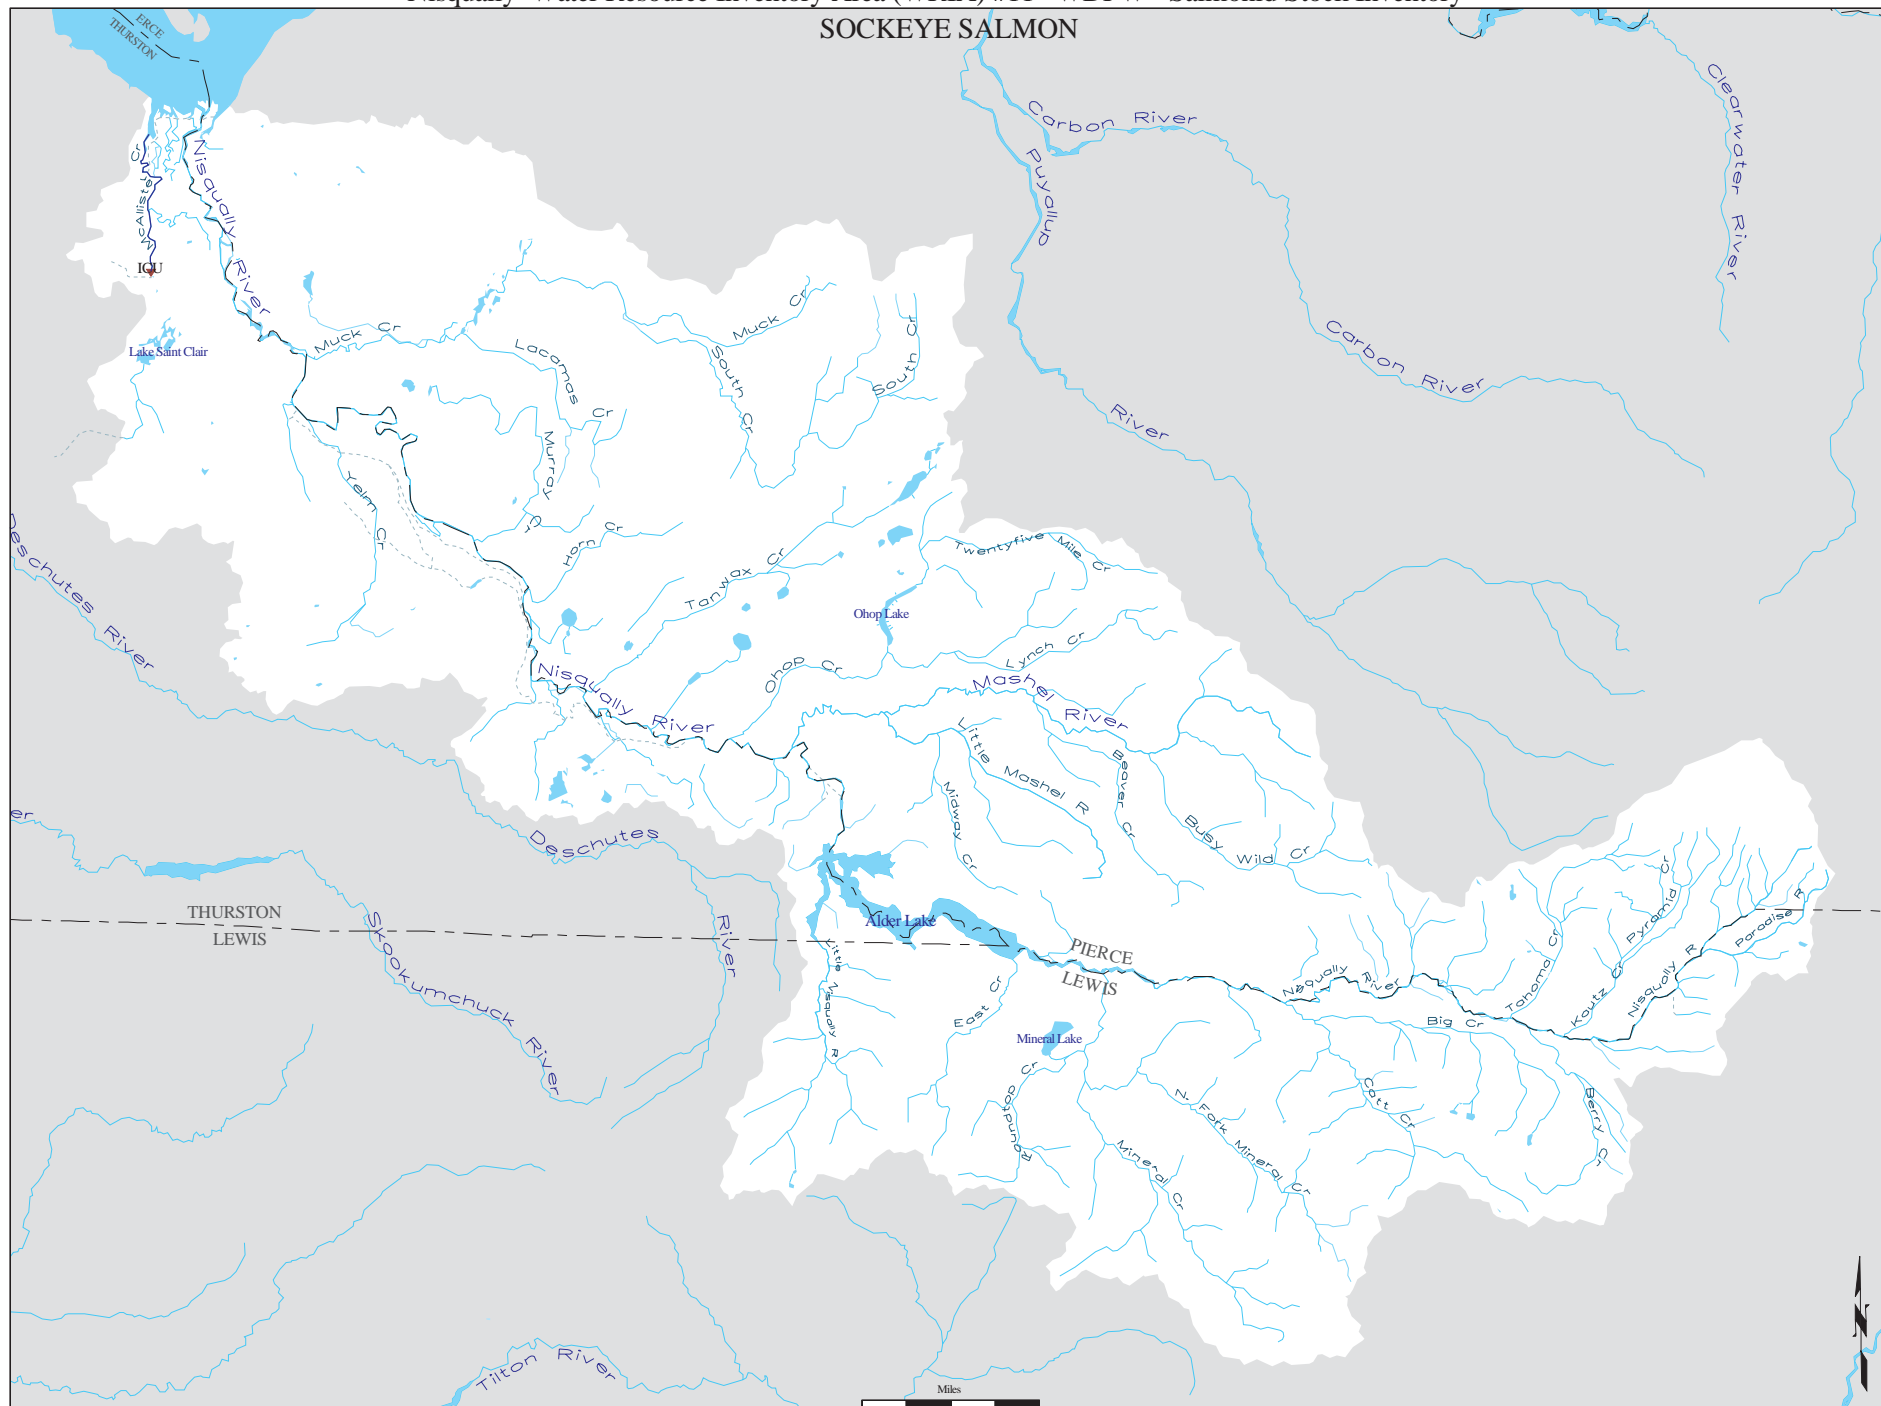 SOCKEYE SALMON
ERCE
THURSTON
Carbon River
Clearwater River
Puyallup
McAllister Cr
Nisqually
River
Lake Saint Clair
Muck Cr
Muck Cr
Lacamas Cr
South Cr
South Cr
Carbon River
River
Murray Cr
Yelm Cr
Horn Cr
Tanwax Cr
Twentyfive Mile Cr
Deschutes
River
Ohop Lake
Ohop Cr
Lynch Cr
Nisqually River
Mashel River
Little Mashel R
Midway Cr
Beaver Cr
Busy Wild Cr
er
Deschutes
River
THURSTON
LEWIS
Skookumchuck River
Alder Lake
Little Nisqually R
PIERCE
LEWIS
East Cr
Mineral Lake
Roundtop Cr
Nisqually River
Big Cr
Tahoma Cr
Koutz Cr
Pyramid Cr
Nisqually R
Paradise R
Catt Cr
Berry Cr
N. Fork Mineral Cr
Mineral Cr
Tilton River
Miles
N